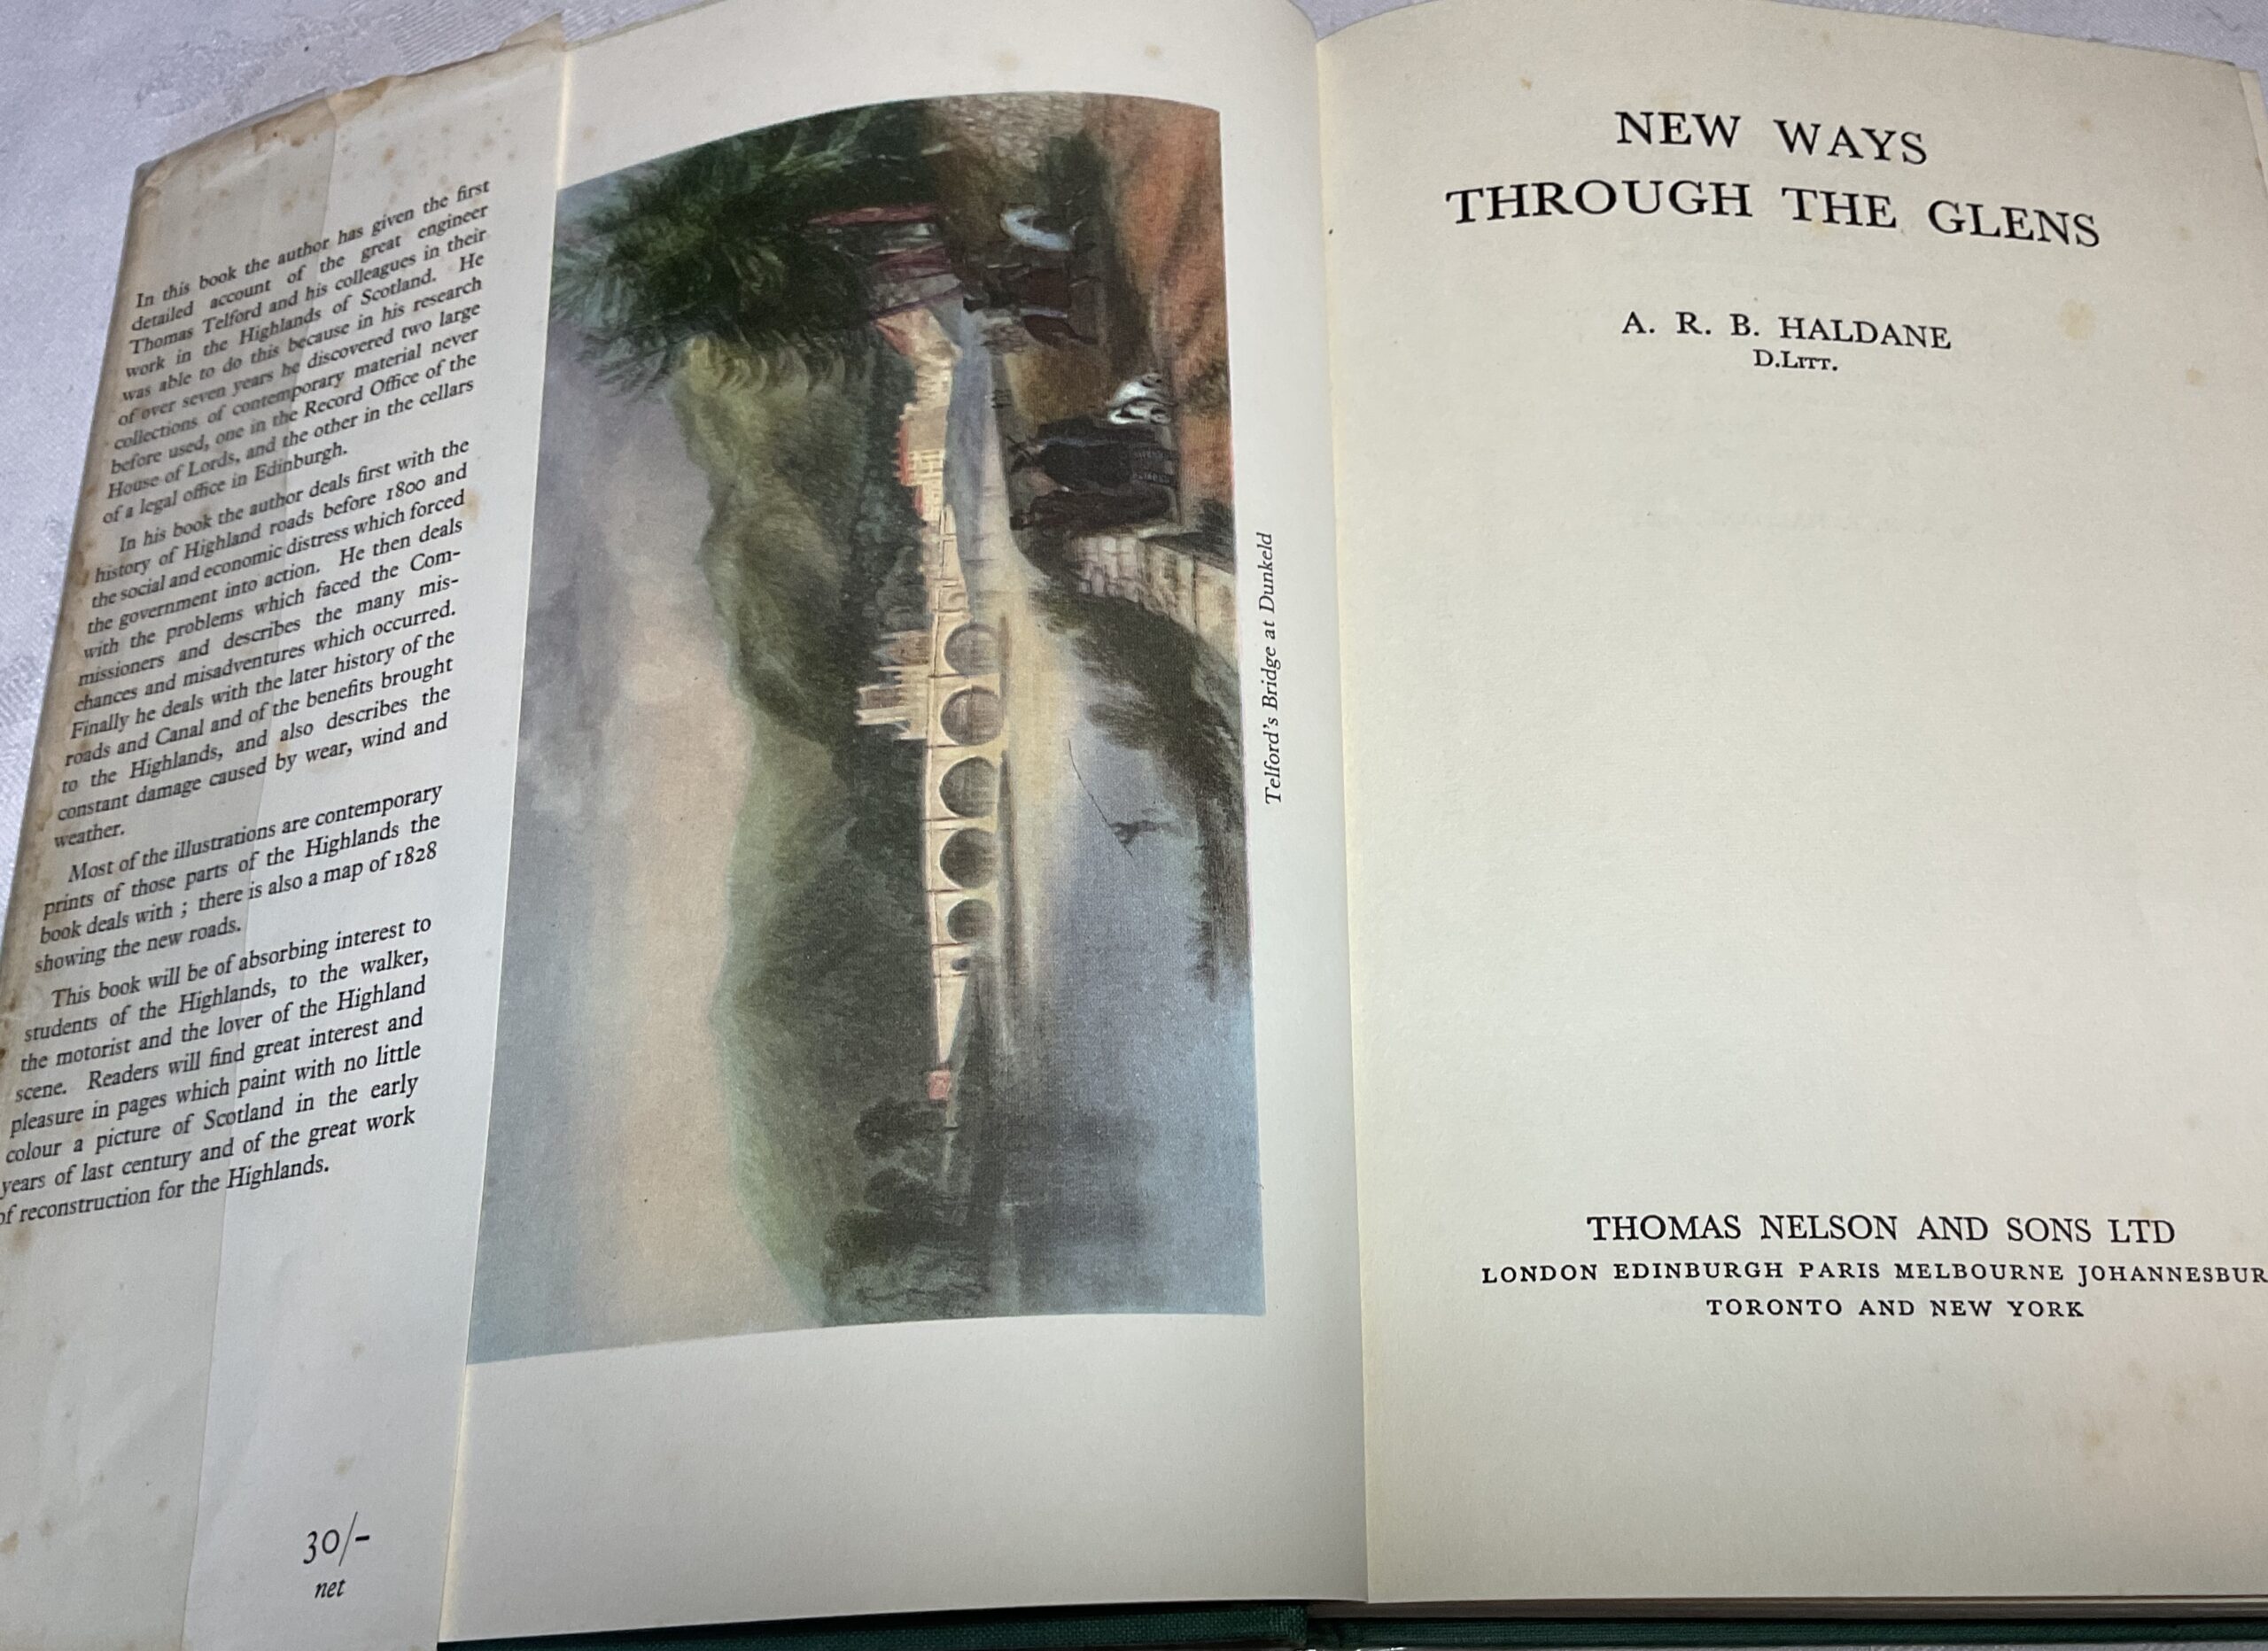 In this book the author has given the first
detailed account of the great engineer
Thomas Telford and his colleagues in their
work in the Highlands of Scotland. He
was able to do this because in his research
of over seven years he discovered two large
collections of contemporary material never
before used, one in the Record Office of the
House of Lords, and the other in the cellars
of a legal office in Edinburgh.
In his book the author deals first with the
history of Highland roads before 1800 and
the social and economic distress which forced
the government into action. He then deals
with the problems which faced the Com-
missioners and describes the many mis-
chances and misadventures which occurred.
Finally he deals with the later history of the
roads and Canal and of the benefits brought
to the Highlands, and also describes the
constant damage caused by wear, wind and
weather.
Most of the illustrations are contemporary
prints of those parts of the Highlands the
book deals with ; there is also a map of 1828
showing the new roads.
This book will be of absorbing interest to
students of the Highlands, to the walker,
the motorist and the lover of the Highland
scene. Readers will find great interest and
pleasure in pages which paint with no little
colour a picture of Scotland in the early
years of last century and of the great work
of reconstruction for the Highlands.
30/-
net
Telford's Bridge at Dunkeld
NEW WAYS
THROUGH THE GLENS
A. R. B. HALDANE
D.LITT.
THOMAS NELSON AND SONS LTD
LONDON EDINBURGH PARIS MELBOURNE JOHANNESBUR
TORONTO AND NEW YORK